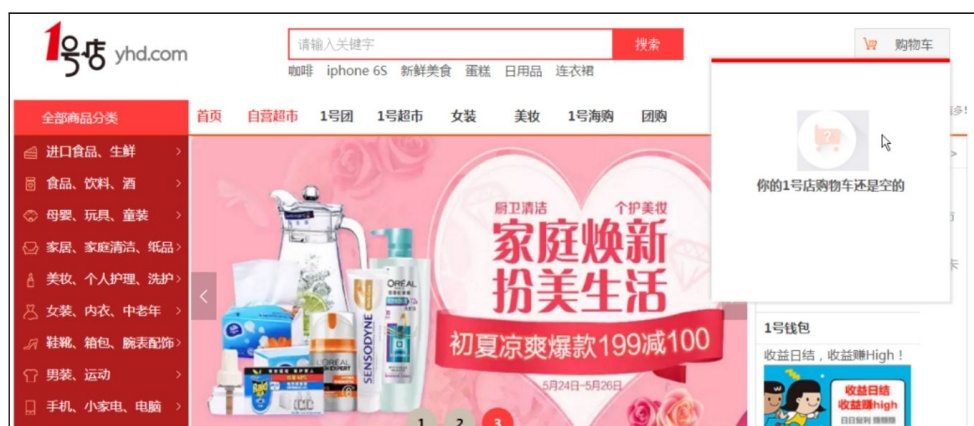 1号店 yhd.com
请输入关键字
搜索
购物车
咖啡 iphone 6S 新鲜美食 蛋糕 日用品 连衣裙
全部商品分类
首页 自营超市 1号团 1号超市 女装 美妆 1号海购 团购
进口食品、生鲜 >
食品、饮料、酒 >
母婴、玩具、童装 >
家居、家庭清洁、纸品 >
美妆、个人护理、洗护 >
女装、内衣、中老年 >
鞋靴、箱包、腕表配饰 >
男装、运动 >
手机、小家电、电脑 >
厨卫清洁 个护美妆
家庭焕新
扮美生活
初夏凉爽爆款199减100
5月24日-5月26日
SENSODYNE
L'OREAL
1 2 3
?
你的1号店购物车还是空的
多!
>
卡
1号钱包
收益日结，收益赚High！
收益日结
收益赚high